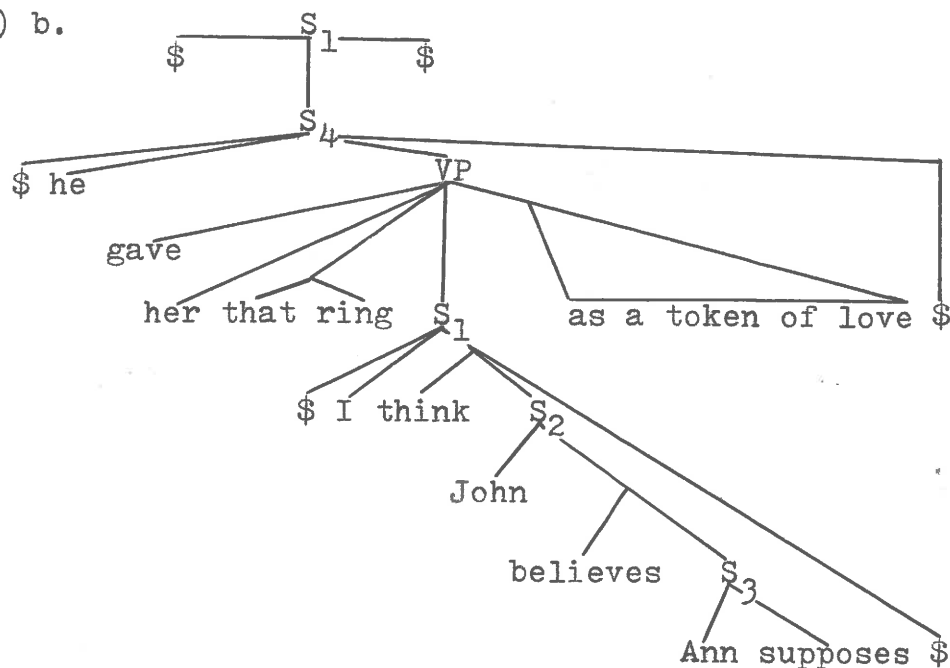 ) b.
S1
$ $
S4
$ he
VP
gave
her that ring S1 as a token of love $
$ I think S2
John
believes S3
Ann supposes $